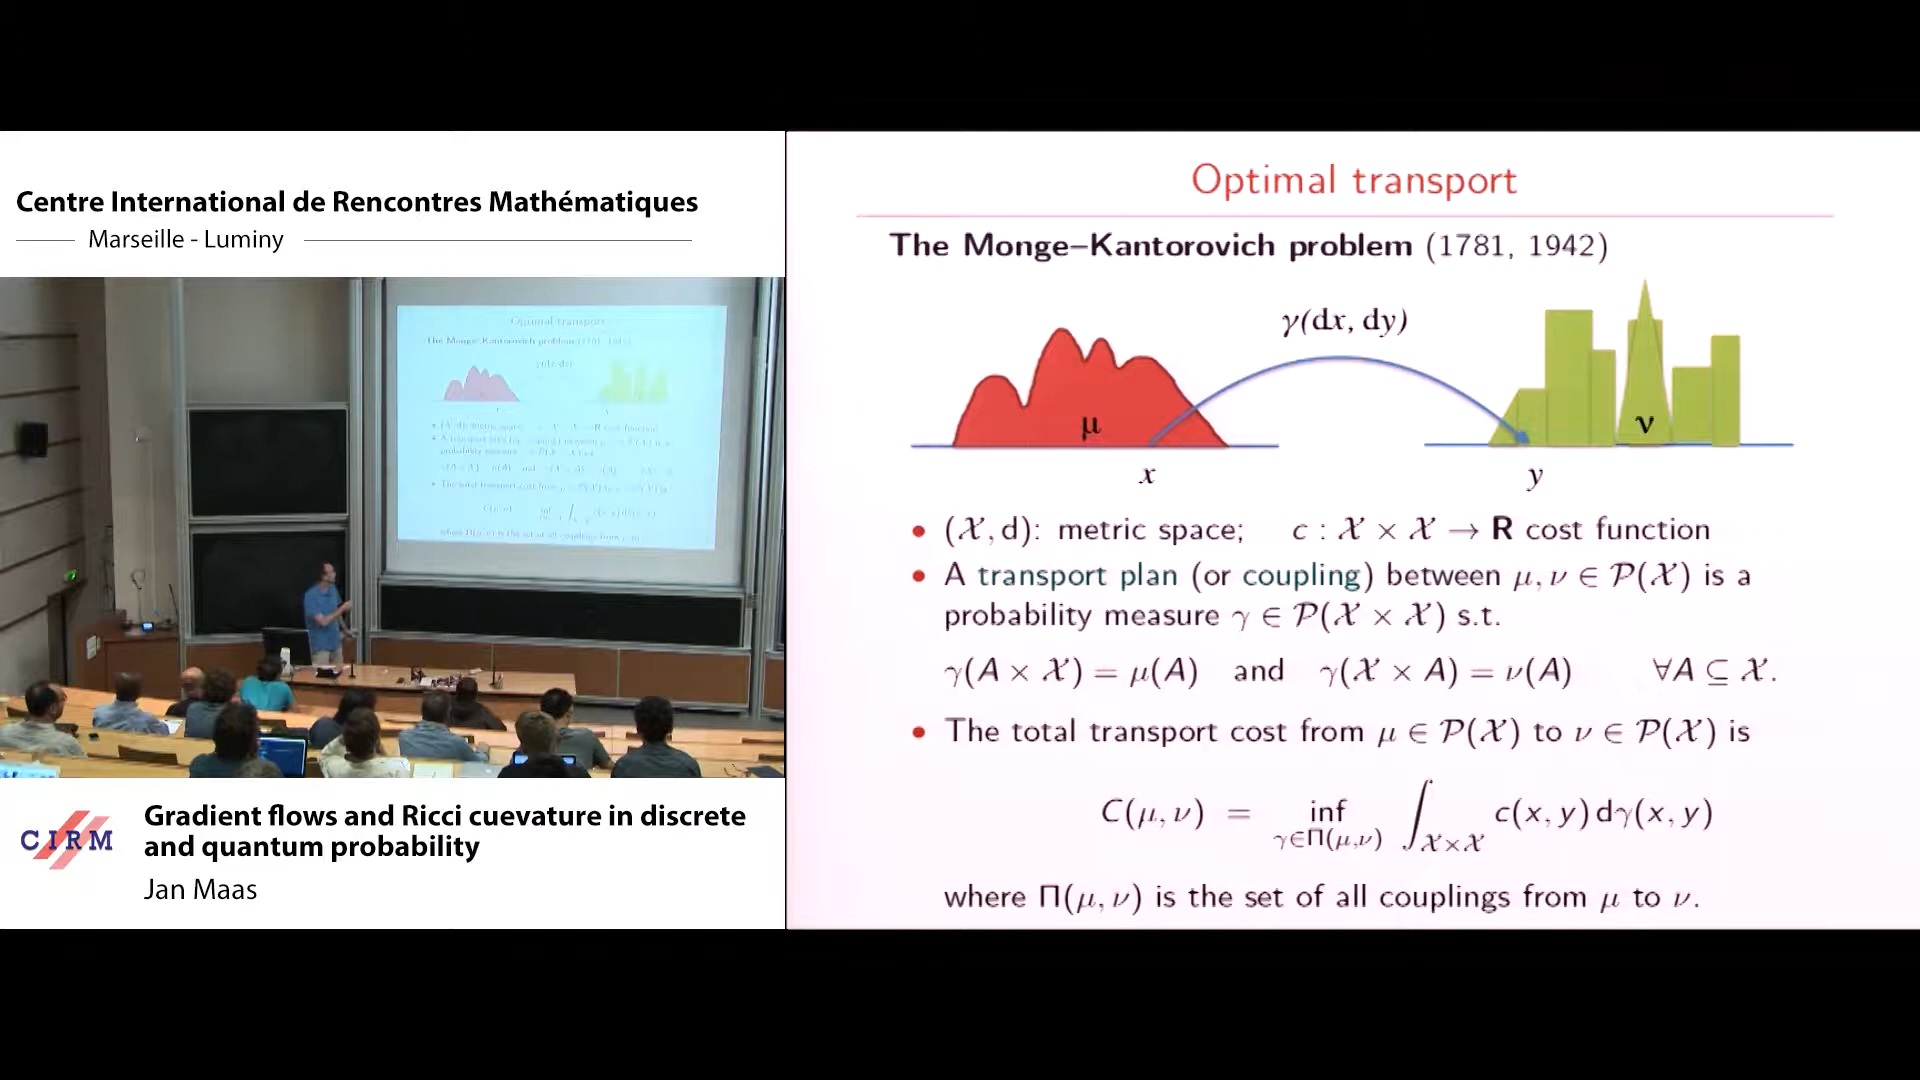 Centre International de Rencontres Mathématiques
Marseille - Luminy
Optimal transport
The Monge–Kantorovich problem (1781, 1942)
γ(dx, dy)
μ
ν
x
y
• (𝒳, d): metric space; c : 𝒳 × 𝒳 → R cost function
• A transport plan (or coupling) between μ, ν ∈ 𝒫(𝒳) is a
probability measure γ ∈ 𝒫(𝒳 × 𝒳) s.t.
γ(A × 𝒳) = μ(A) and γ(𝒳 × A) = ν(A) ∀A ⊆ 𝒳.
• The total transport cost from μ ∈ 𝒫(𝒳) to ν ∈ 𝒫(𝒳) is
C(μ, ν) = inf γ∈Π(μ,ν) ∫𝒳×𝒳 c(x, y) dγ(x, y)
where Π(μ, ν) is the set of all couplings from μ to ν.
CIRM
Gradient flows and Ricci cuevature in discrete
and quantum probability
Jan Maas